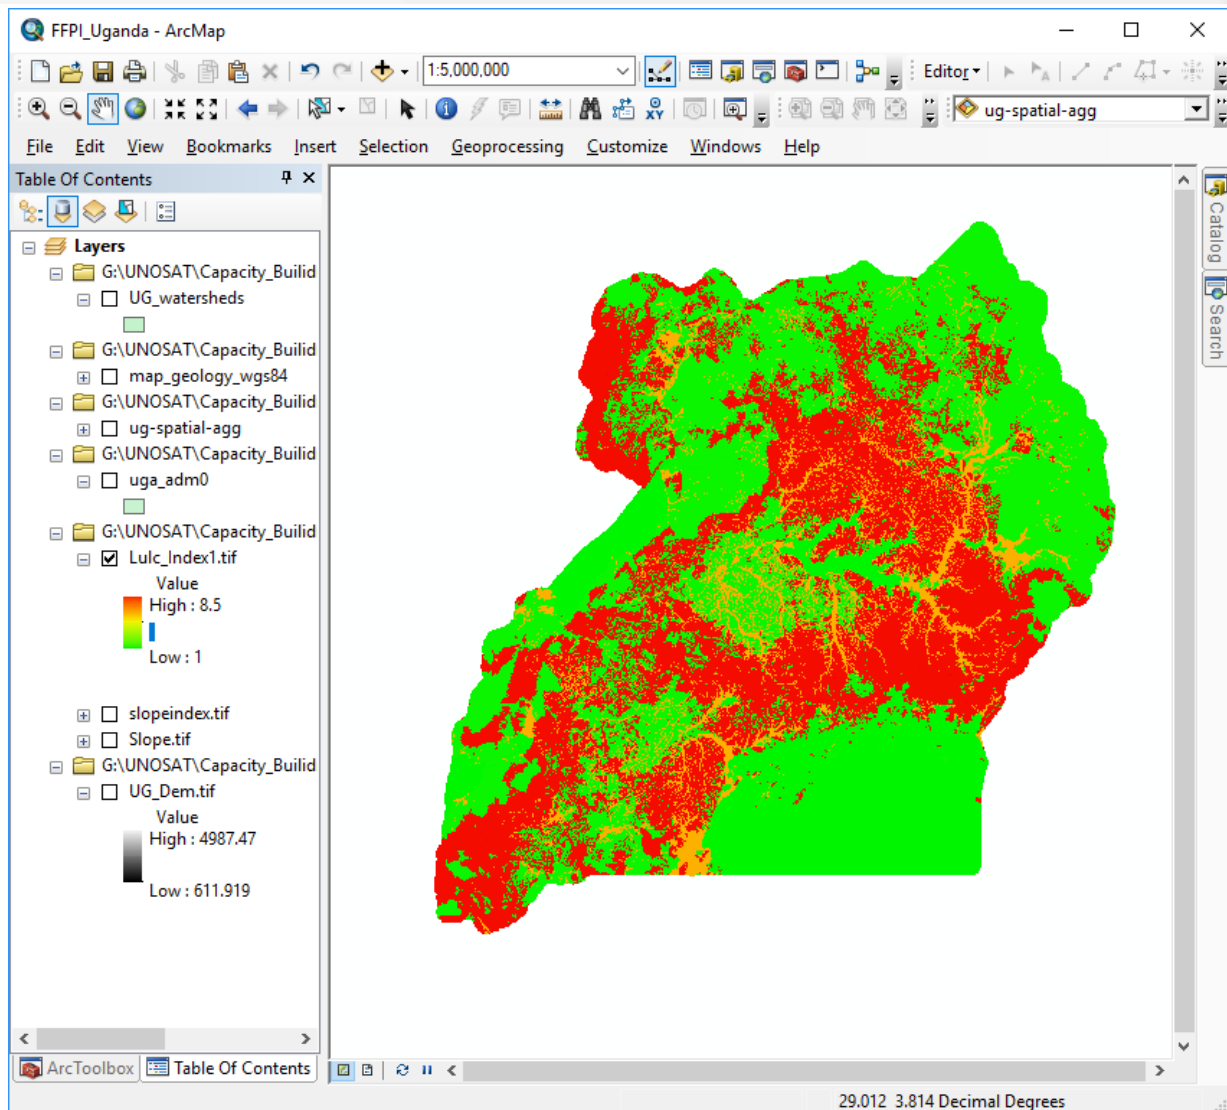 FFPI_Uganda - ArcMap
1:5,000,000
Editor
ug-spatial-agg
File Edit View Bookmarks Insert Selection Geoprocessing Customize Windows Help
Table Of Contents
Layers
G:\UNOSAT\Capacity_Builid
UG_watersheds
G:\UNOSAT\Capacity_Builid
map_geology_wgs84
G:\UNOSAT\Capacity_Builid
ug-spatial-agg
G:\UNOSAT\Capacity_Builid
uga_adm0
G:\UNOSAT\Capacity_Builid
Lulc_Index1.tif
Value
High : 8.5
Low : 1
slopeindex.tif
Slope.tif
G:\UNOSAT\Capacity_Builid
UG_Dem.tif
Value
High : 4987.47
Low : 611.919
Catalog
Search
ArcToolbox
Table Of Contents
29.012 3.814 Decimal Degrees